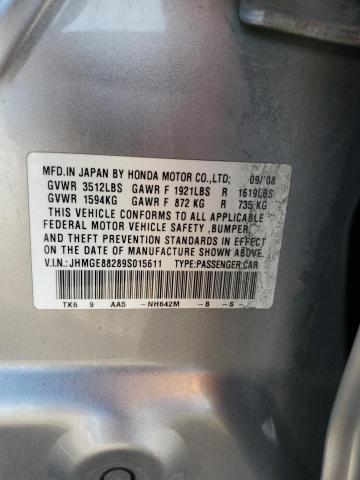 MFD.IN JAPAN BY HONDA MOTOR CO.,LTD; 09/'08
GVWR 3512LBS GAWR F 1921LBS R 1619LBS
GVWR 1594KG GAWR F 872 KG R 735 KG
THIS VEHICLE CONFORMS TO ALL APPLICABLE
FEDERAL MOTOR VEHICLE SAFETY ,BUMPER,
AND THEFT PREVENTION STANDARDS IN EFFECT
ON THE DATE OF MANUFACTURE SHOWN ABOVE.
V.I.N.: JHMGE88289S015611 TYPE:PASSENGER CAR
TK6 9 AA5 -NH642M -B -S-